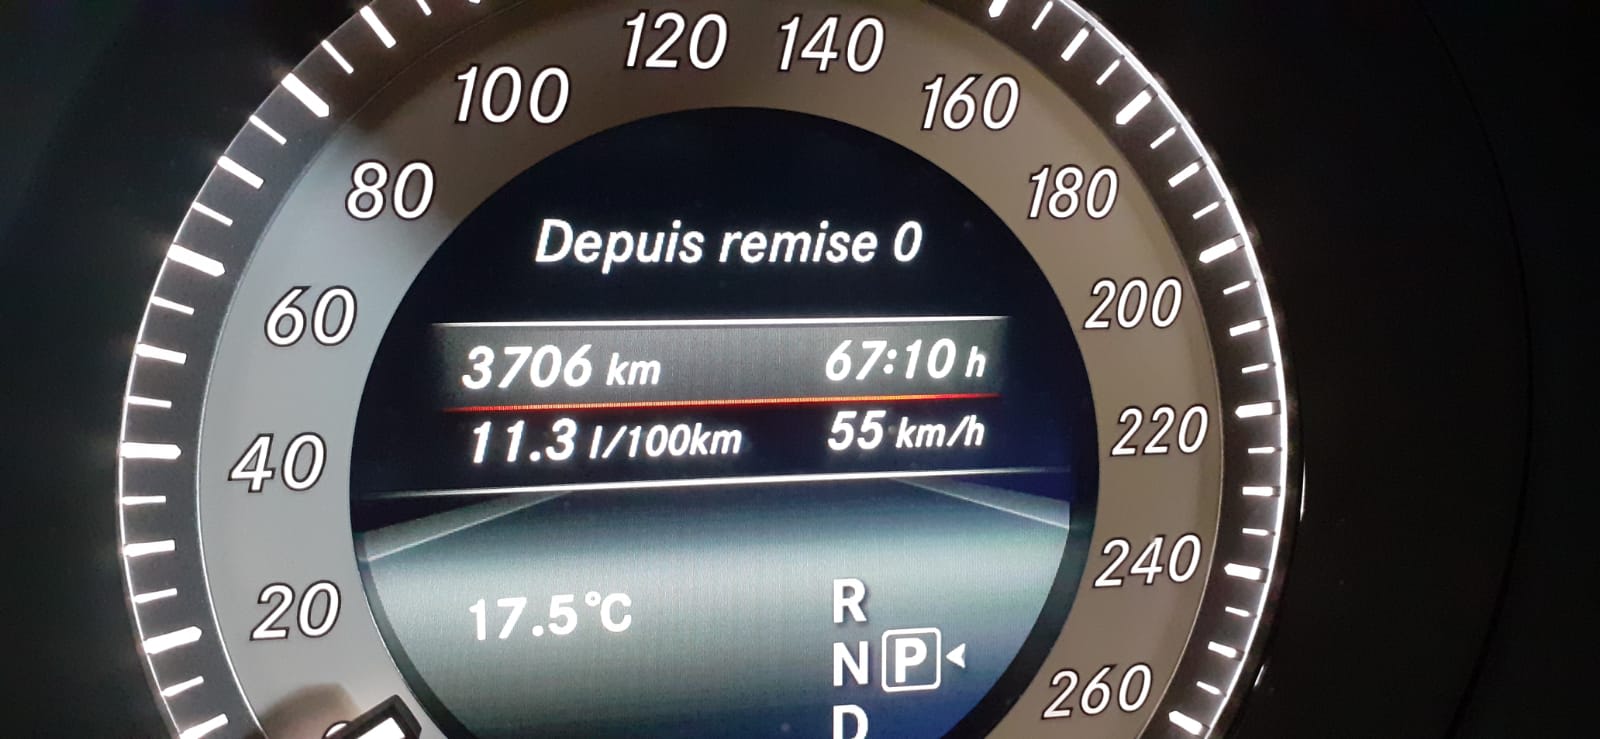 120 140
100 160
80 180
Depuis remise 0
60 200
3706 km 67:10 h
11.3 l/100km 55 km/h
40 220
17.5°C R
20 240
N P
260
D